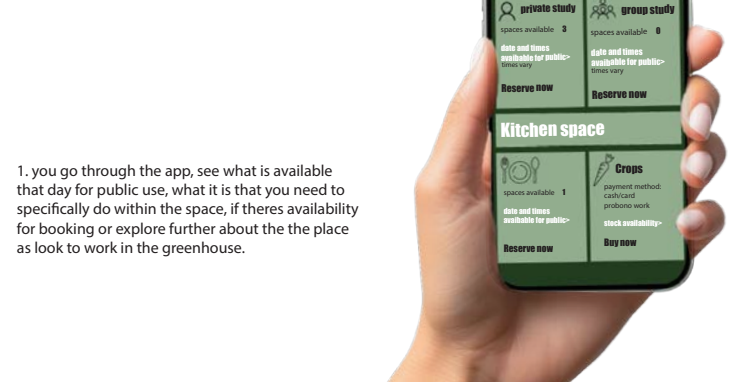 1. you go through the app, see what is available
that day for public use, what it is that you need to
specifically do within the space, if theres availability
for booking or explore further about the the place
as look to work in the greenhouse.
private study
spaces available 3
date and times
avaibable for public>
times vary
Reserve now
group study
spaces available 0
date and times
avaibable for public>
times vary
Reserve now
Kitchen space
spaces available 1
date and times
avaibable for public>
Reserve now
Crops
payment method:
cash/card
probono work
stock availability>
Buy now